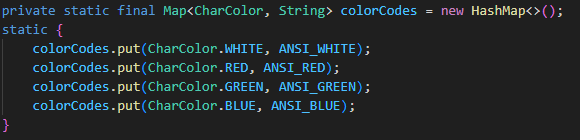 private static final Map<CharColor, String> colorCodes = new HashMap<>();
static {
    colorCodes.put(CharColor.WHITE, ANSI_WHITE);
    colorCodes.put(CharColor.RED, ANSI_RED);
    colorCodes.put(CharColor.GREEN, ANSI_GREEN);
    colorCodes.put(CharColor.BLUE, ANSI_BLUE);
}